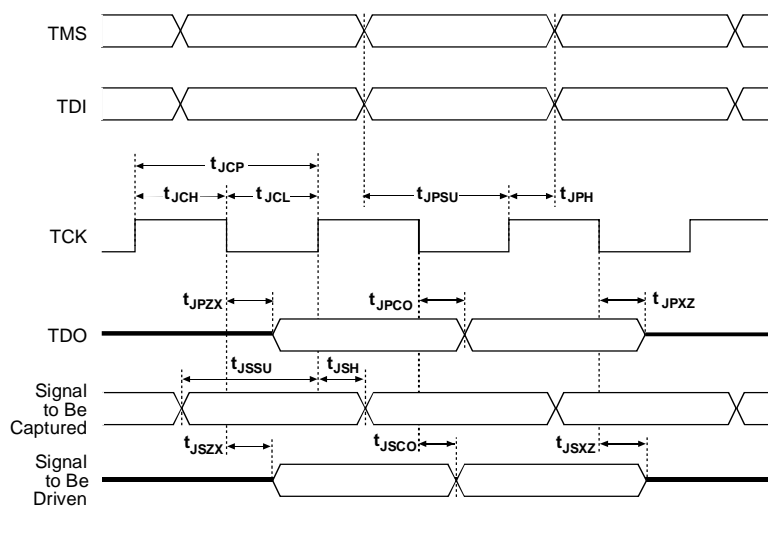 TMS
TDI
tJCP
tJCH
tJCL
tJPSU
tJPH
TCK
tJPZX
tJPCO
tJPXZ
TDO
tJSSU
tJSH
Signal
to Be
Captured
tJSZX
tJSCO
tJSXZ
Signal
to Be
Driven